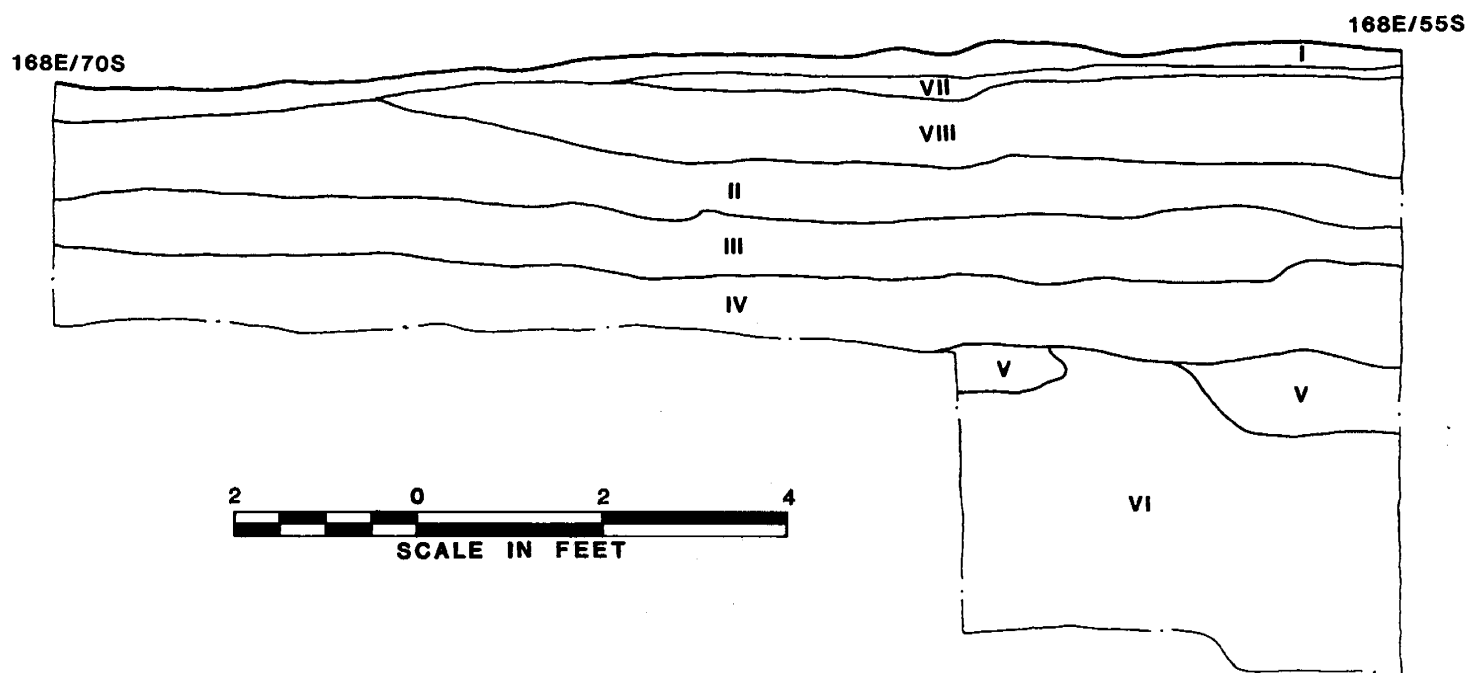 168E/55S
168E/70S
I
VII
VIII
II
III
IV
V
V
VI
2 0 2 4
SCALE IN FEET